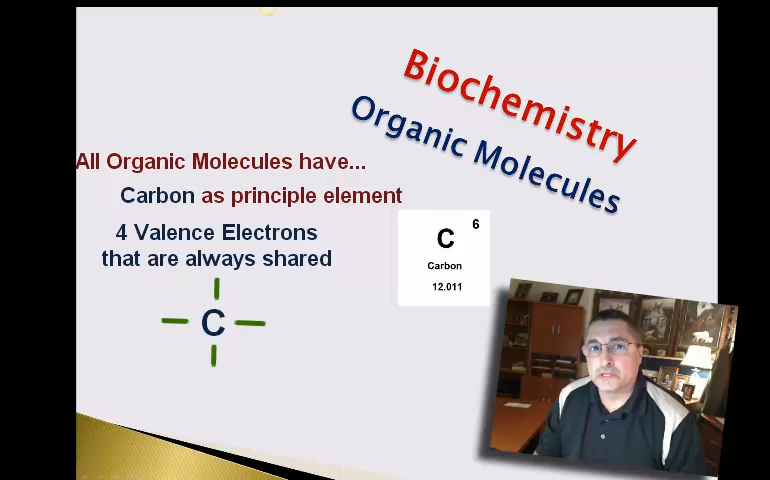 Biochemistry
Organic Molecules
All Organic Molecules have...
Carbon as principle element
4 Valence Electrons
that are always shared
C
6
C
Carbon
12.011